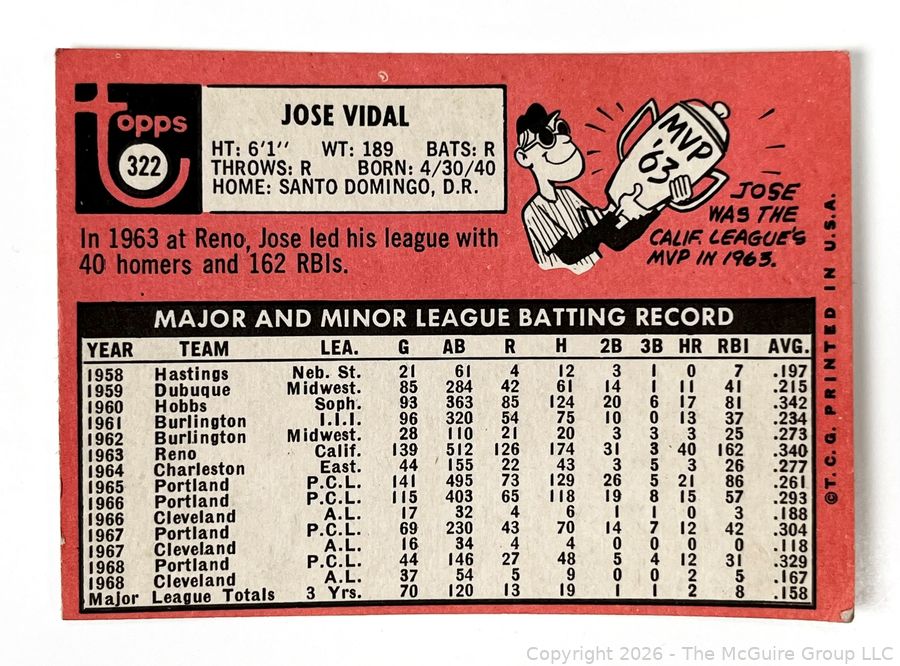 Topps
322
JOSE VIDAL
HT: 6'1" WT: 189 BATS: R
THROWS: R BORN: 4/30/40
HOME: SANTO DOMINGO, D.R.
MVP
'63
JOSE
WAS THE
CALIF. LEAGUE'S
MVP IN 1963.
In 1963 at Reno, Jose led his league with
40 homers and 162 RBIs.
MAJOR AND MINOR LEAGUE BATTING RECORD
YEAR TEAM LEA. G AB R H 2B 3B HR RBI AVG.
1958 Hastings Neb. St. 21 61 4 12 3 1 0 7 .197
1959 Dubuque Midwest. 85 284 42 61 14 1 11 41 .215
1960 Hobbs Soph. 93 363 85 124 20 6 17 81 .342
1961 Burlington I.I.I. 96 320 54 75 10 0 13 37 .234
1962 Burlington Midwest. 28 110 21 20 3 3 3 25 .273
1963 Reno Calif. 139 512 126 174 31 3 40 162 .340
1964 Charleston East. 44 155 22 43 3 5 3 26 .277
1965 Portland P.C.L. 141 495 73 129 26 5 21 86 .261
1966 Portland P.C.L. 115 403 65 118 19 8 15 57 .293
1966 Cleveland A.L. 17 32 4 6 1 1 0 3 .188
1967 Portland P.C.L. 69 230 43 70 14 7 12 42 .304
1967 Cleveland A.L. 16 34 4 4 0 0 0 0 .118
1968 Portland P.C.L. 44 146 27 48 5 4 12 31 .329
1968 Cleveland A.L. 37 54 5 9 0 0 2 5 .167
Major League Totals 3 Yrs. 70 120 13 19 1 1 2 8 .158
©T.C.G. PRINTED IN U.S.A.
Copyright 2026 - The McGuire Group LLC